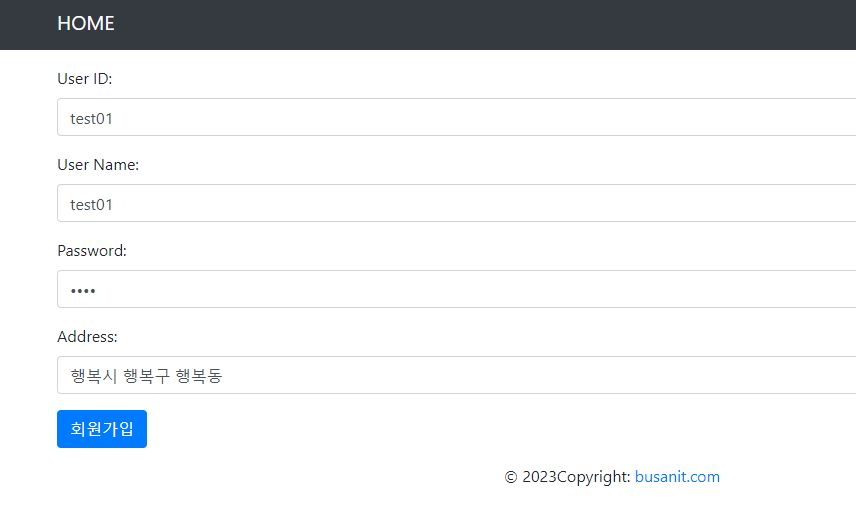 HOME
User ID:
test01
User Name:
test01
Password:
••••
Address:
행복시 행복구 행복동
회원가입
© 2023Copyright: busanit.com